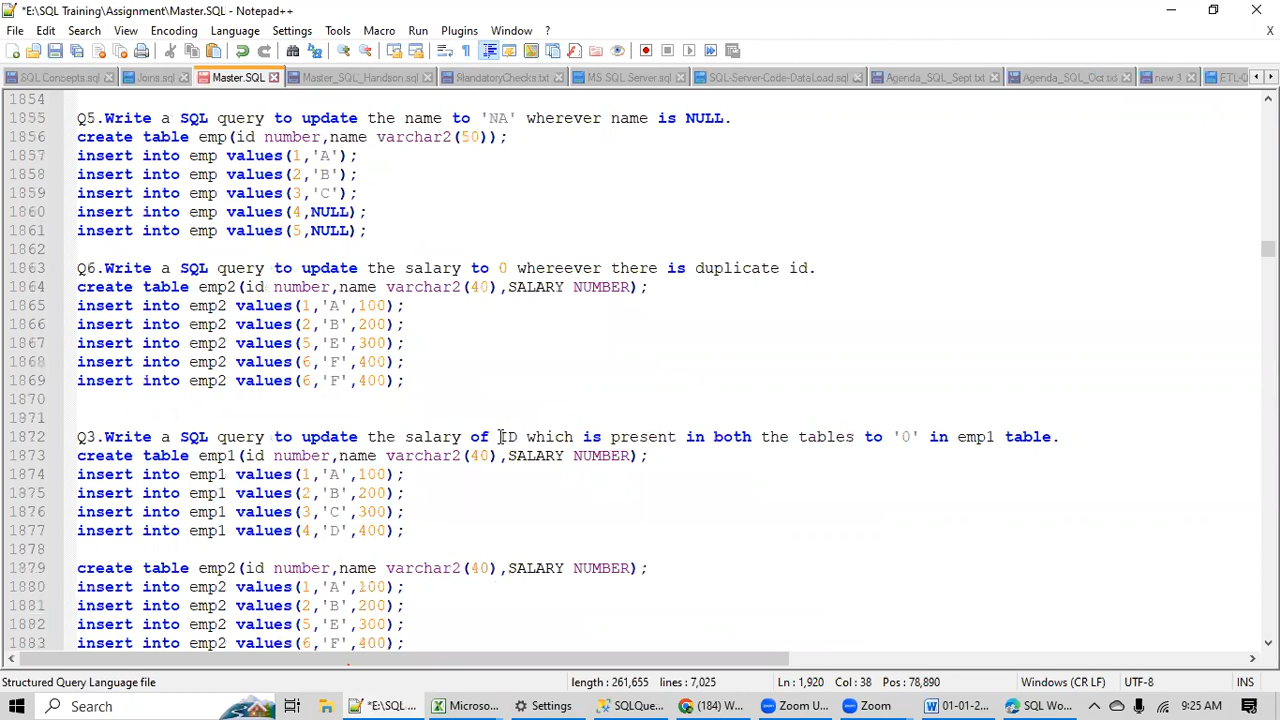 *E:\SQL Training\Assignment\Master.SQL - Notepad++
File Edit Search View Encoding Language Settings Tools Macro Run Plugins Window ?
X
SQL Concepts.sql Joins.sql Master.SQL Master_SQL_Handson.sql MandatoryChecks.txt MS SQL Server.sql SQL-Server-Code-DataLoad.sql Agenda_SQL_Sept.txt Agenda_SQL_Oct.txt new 3
1854
1855 Q5.Write a SQL query to update the name to 'NA' wherever name is NULL.
1856 create table emp(id number,name varchar2(50));
1857 insert into emp values(1,'A');
1858 insert into emp values(2,'B');
1859 insert into emp values(3,'C');
1860 insert into emp values(4,NULL);
1861 insert into emp values(5,NULL);
1862
1863 Q6.Write a SQL query to update the salary to 0 whereever there is duplicate id.
1864 create table emp2(id number,name varchar2(40),SALARY NUMBER);
1865 insert into emp2 values(1,'A',100);
1866 insert into emp2 values(2,'B',200);
1867 insert into emp2 values(5,'E',300);
1868 insert into emp2 values(6,'F',400);
1869 insert into emp2 values(6,'F',400);
1870
1871
1872 Q3.Write a SQL query to update the salary of ID which is present in both the tables to '0' in emp1 table.
1873 create table emp1(id number,name varchar2(40),SALARY NUMBER);
1874 insert into emp1 values(1,'A',100);
1875 insert into emp1 values(2,'B',200);
1876 insert into emp1 values(3,'C',300);
1877 insert into emp1 values(4,'D',400);
1878
1879 create table emp2(id number,name varchar2(40),SALARY NUMBER);
1880 insert into emp2 values(1,'A',100);
1881 insert into emp2 values(2,'B',200);
1882 insert into emp2 values(5,'E',300);
1883 insert into emp2 values(6,'F',400);
Structured Query Language file length : 261,655 lines : 7,025 Ln : 1,920 Col : 38 Pos : 78,890 Windows (CR LF) UTF-8 INS
Search *E:\SQL ... Microso... Settings SQLQue... (184) W... Zoom U... Zoom 01-01-2... SQL Wo... 9:25 AM